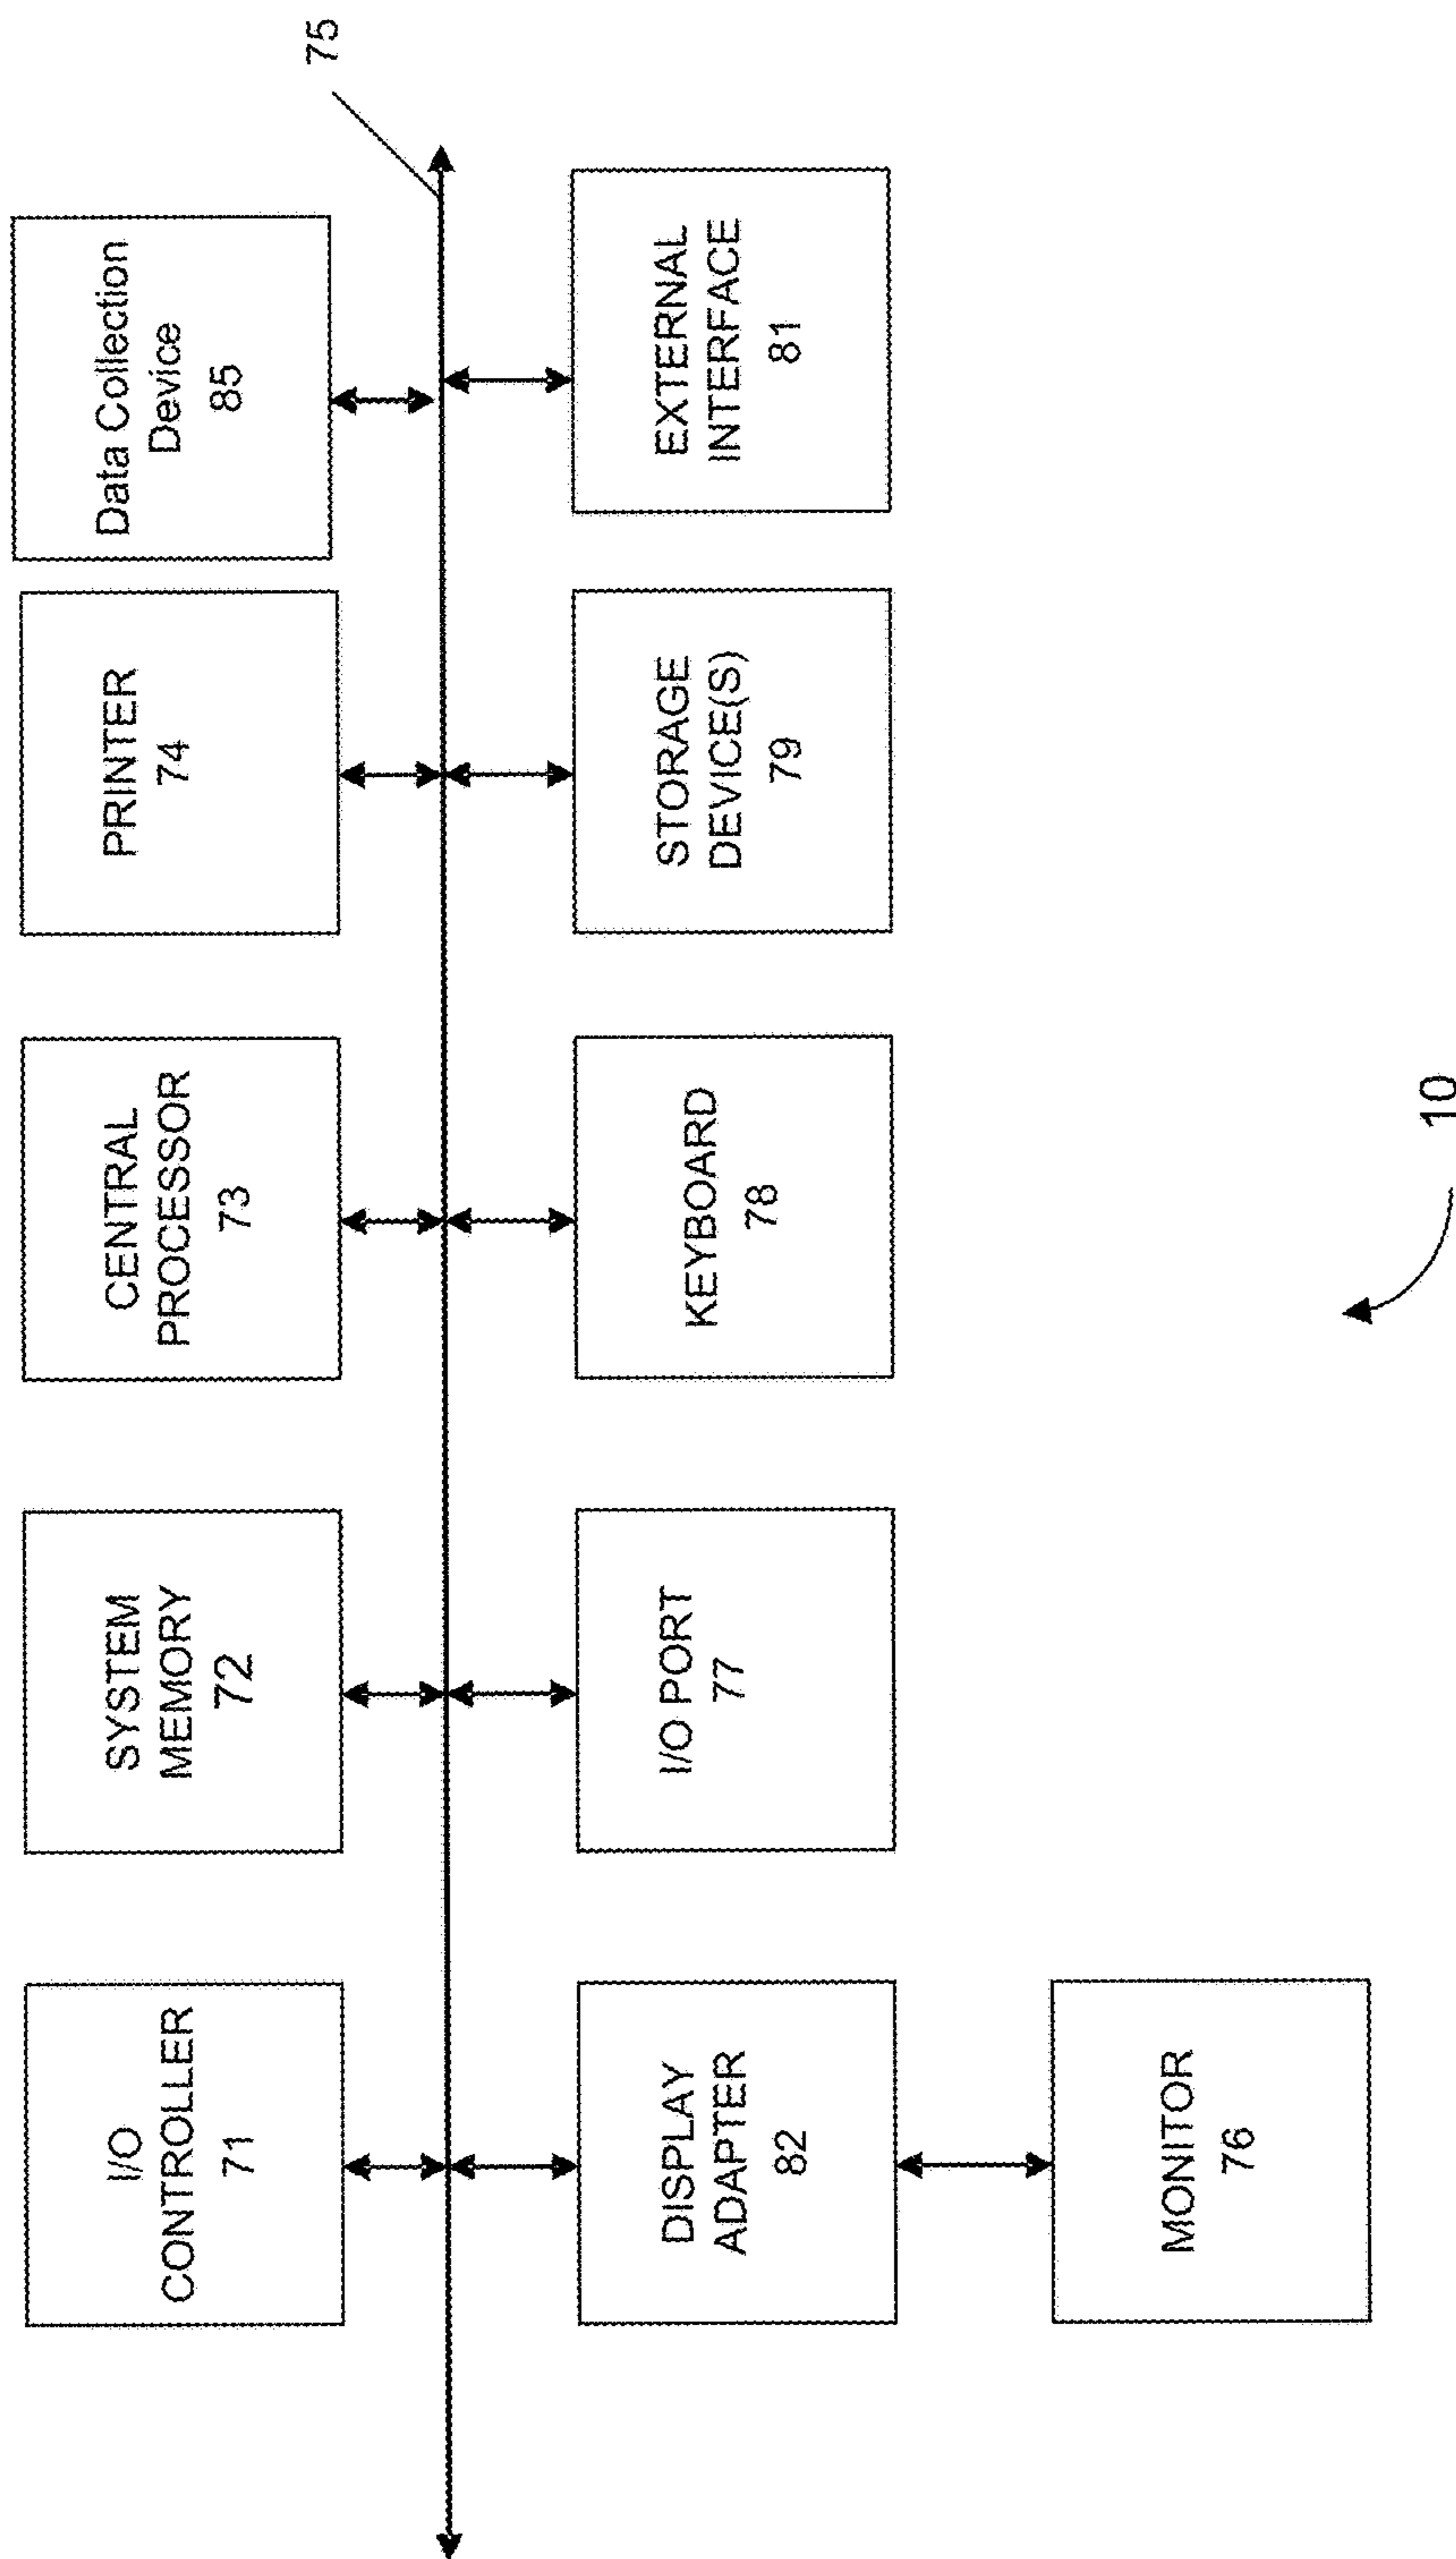 I/O
CONTROLLER
71
SYSTEM
MEMORY
72
CENTRAL
PROCESSOR
73
PRINTER
74
Data Collection
Device
85
75
DISPLAY
ADAPTER
82
I/O PORT
77
KEYBOARD
78
STORAGE
DEVICE(S)
79
EXTERNAL
INTERFACE
81
MONITOR
76
10